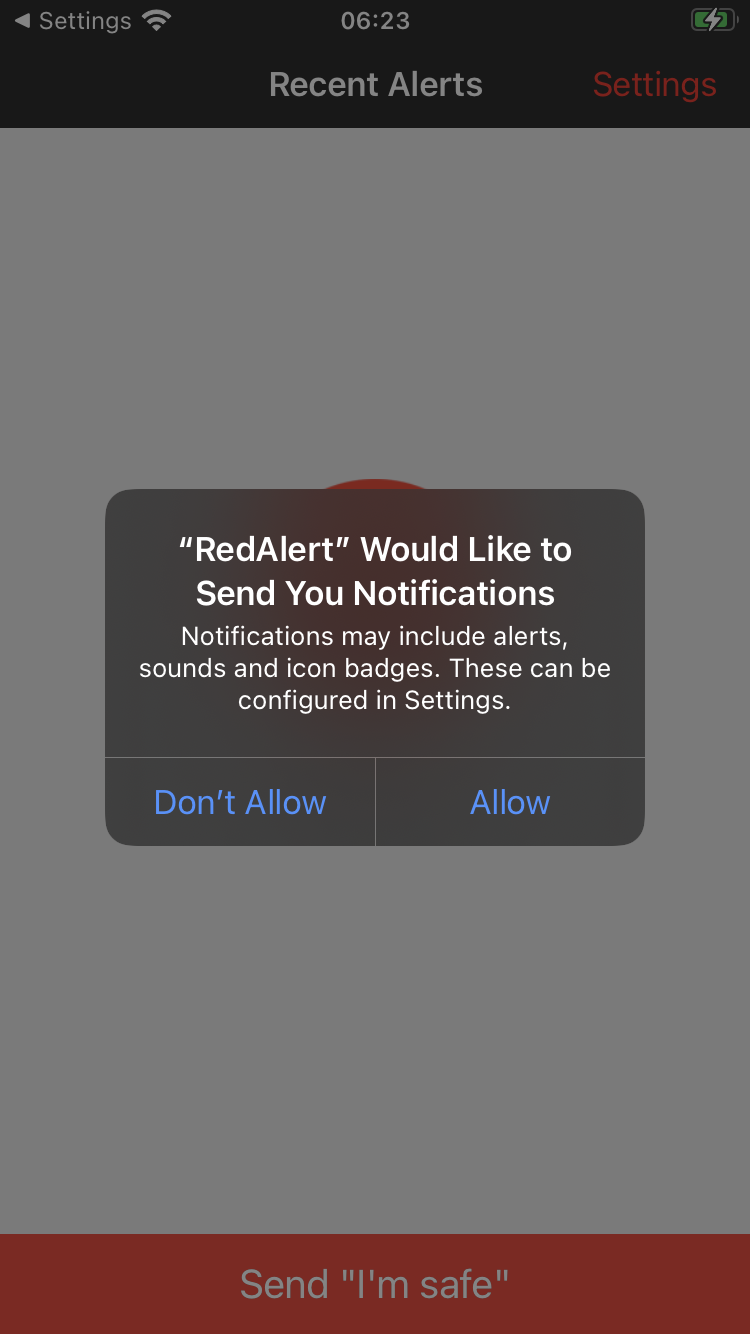 Settings
06:23
Recent Alerts
Settings
“RedAlert” Would Like to
Send You Notifications
Notifications may include alerts,
sounds and icon badges. These can be
configured in Settings.
Don’t Allow
Allow
Send "I'm safe"